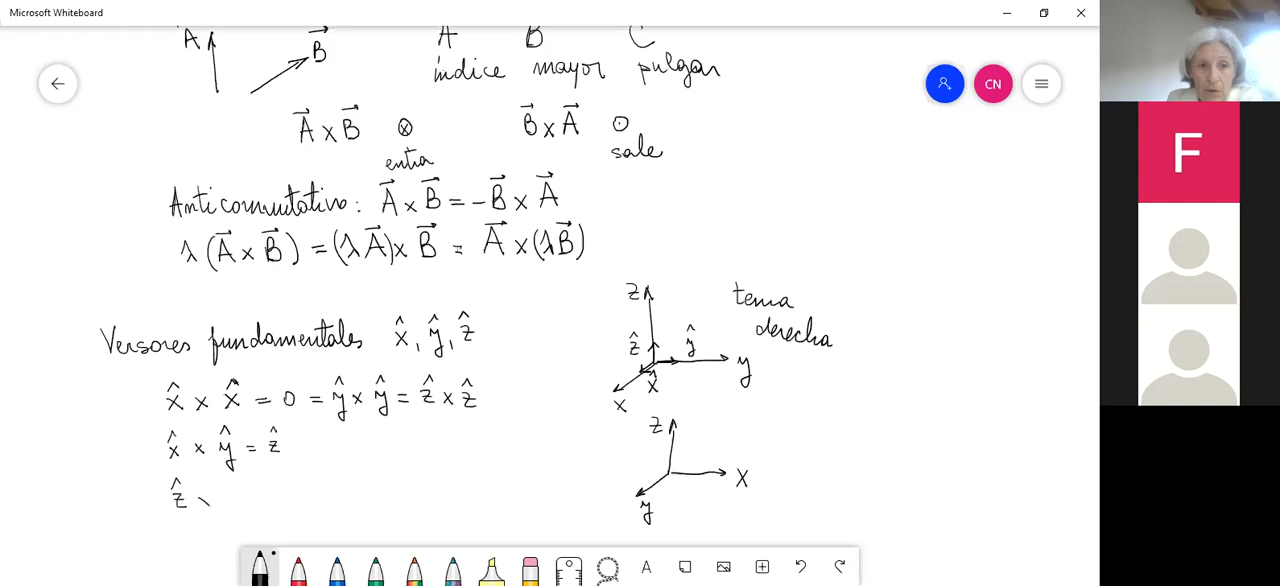 Microsoft Whiteboard
A
B
A B C
índice mayor pulgar
A⃗ x B⃗ ⊗ B⃗ x A⃗ ⊙
entra sale
Anticonmutativo: A⃗ x B⃗ = -B⃗ x A⃗
λ(A⃗ x B⃗) = (λA⃗) x B⃗ = A⃗ x (λB⃗)
Versores fundamentales x̂, ŷ, ẑ
x̂ x x̂ = 0 = ŷ x ŷ = ẑ x ẑ
x̂ x ŷ = ẑ
ẑ
z
terna
derecha
ẑ ŷ
x̂ y
x
z
x
y
CN
F
A